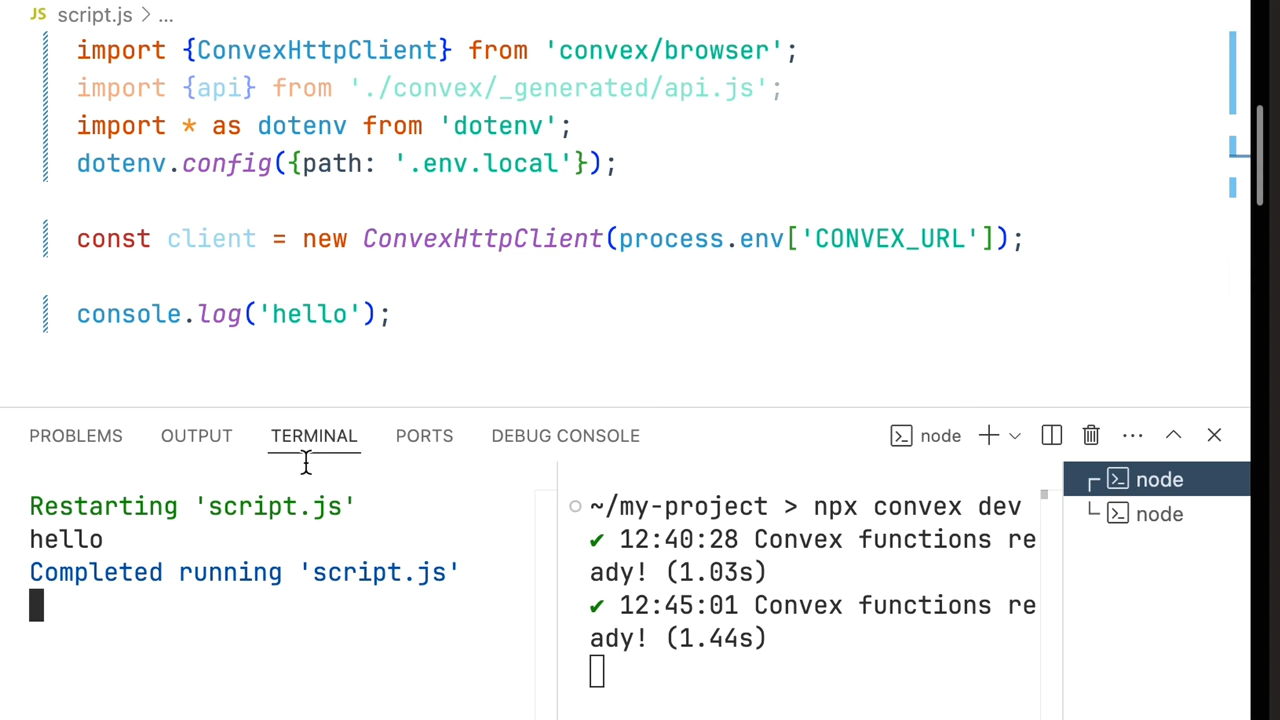 JS script.js > ...
import {ConvexHttpClient} from 'convex/browser';
import {api} from './convex/_generated/api.js';
import * as dotenv from 'dotenv';
dotenv.config({path: '.env.local'});
const client = new ConvexHttpClient(process.env['CONVEX_URL']);
console.log('hello');
PROBLEMS OUTPUT TERMINAL PORTS DEBUG CONSOLE node
Restarting 'script.js'
hello
Completed running 'script.js'
~/my-project > npx convex dev
✔ 12:40:28 Convex functions re
ady! (1.03s)
✔ 12:45:01 Convex functions re
ady! (1.44s)
node
node